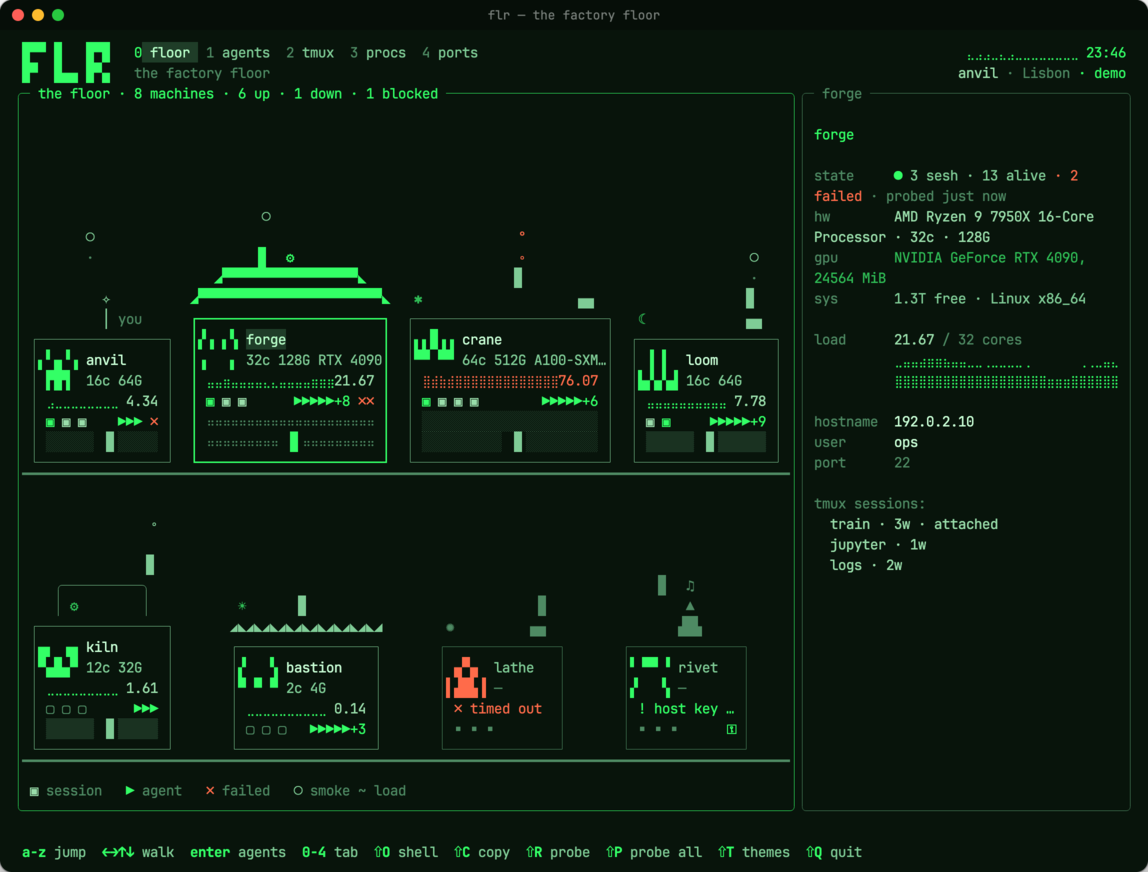 flr — the factory floor
FLR
0 floor 1 agents 2 tmux 3 procs 4 ports
23:46
the factory floor
anvil · Lisbon · demo
the floor · 8 machines · 6 up · 1 down · 1 blocked
you
anvil
16c 64G
4.34
forge
32c 128G RTX 4090
21.67
+8 ××
crane
64c 512G A100-SXM…
76.07
+6
loom
16c 64G
7.78
+9
kiln
12c 32G
1.61
bastion
2c 4G
0.14
+3
lathe
—
× timed out
rivet
—
! host key …
▣ session ▶ agent × failed ○ smoke ~ load
forge
forge
state ● 3 sesh · 13 alive · 2
failed · probed just now
hw AMD Ryzen 9 7950X 16-Core
Processor · 32c · 128G
gpu NVIDIA GeForce RTX 4090,
24564 MiB
sys 1.3T free · Linux x86_64
load 21.67 / 32 cores
hostname 192.0.2.10
user ops
port 22
tmux sessions:
train · 3w · attached
jupyter · 1w
logs · 2w
a-z jump ↔↑↓ walk enter agents 0-4 tab ⇧O shell ⇧C copy ⇧R probe ⇧P probe all ⇧T themes ⇧Q quit